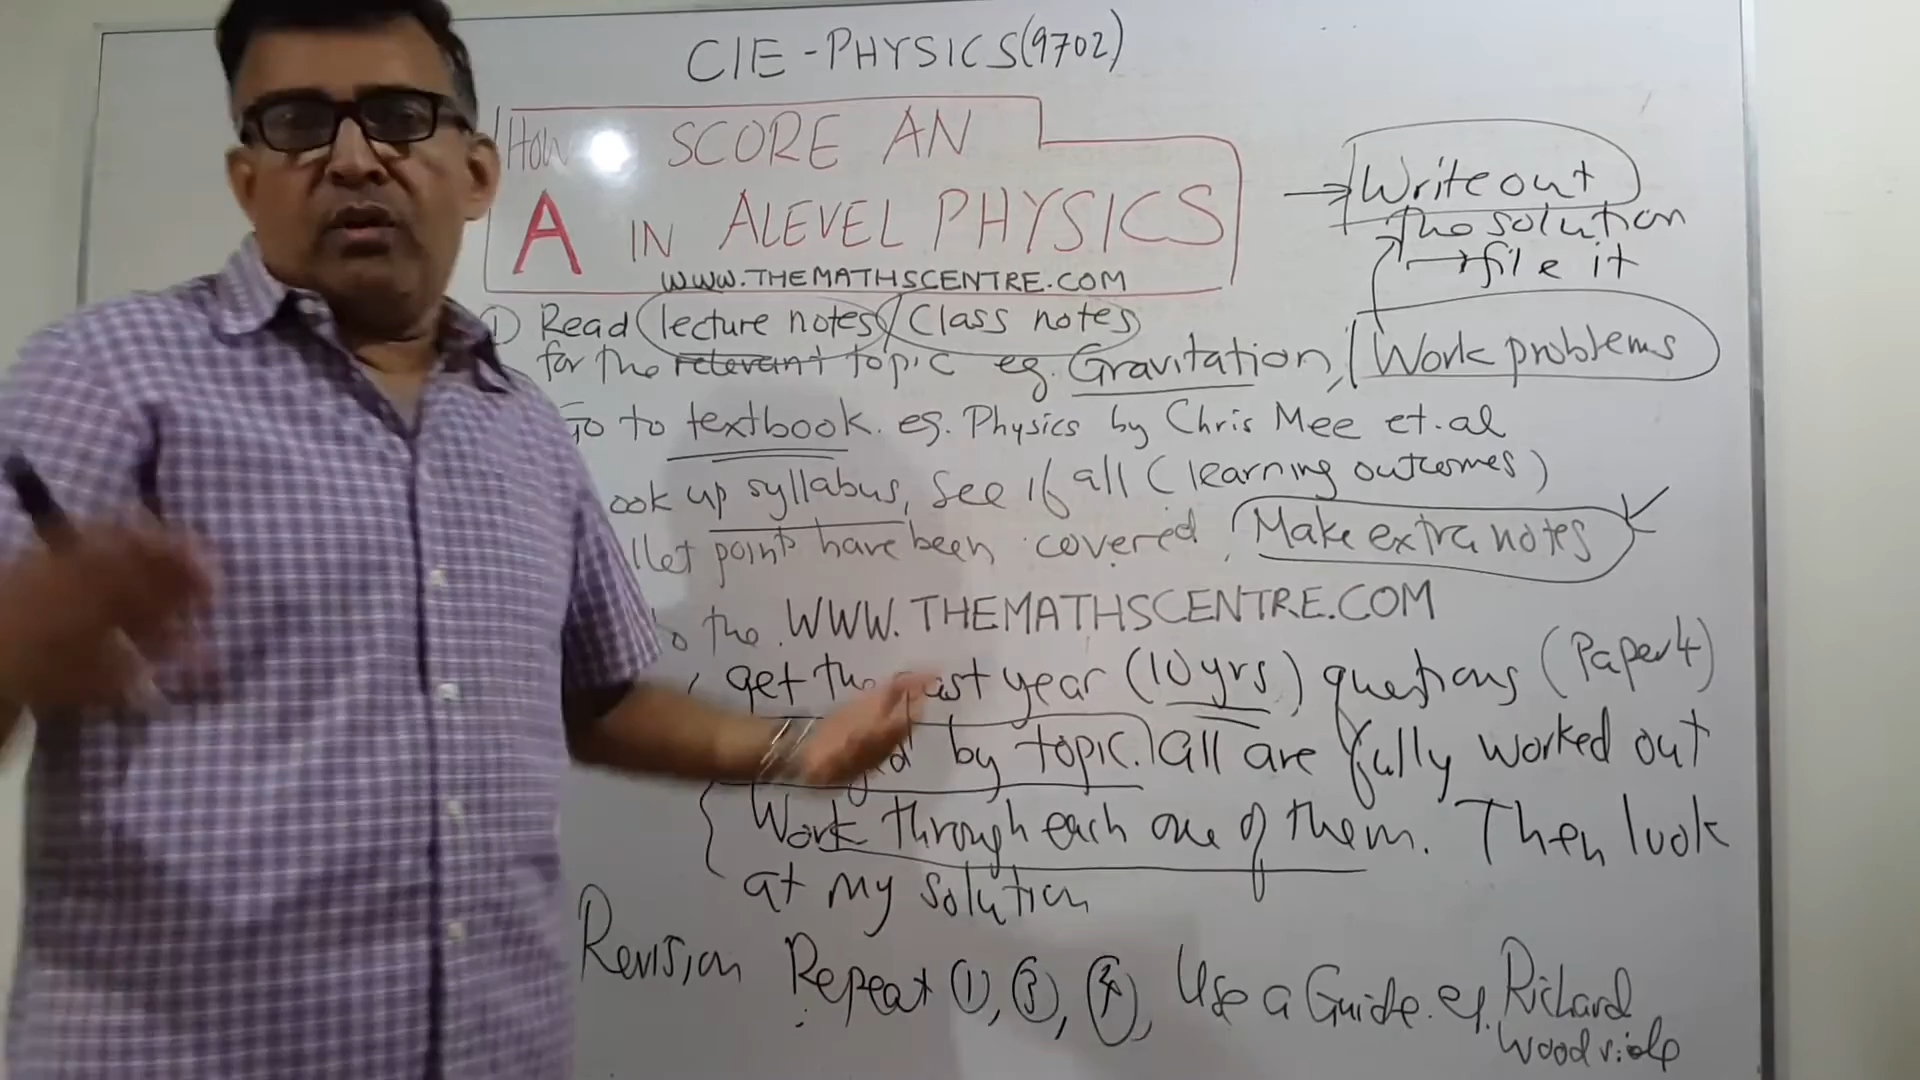 CIE-PHYSICS(9702)
How SCORE AN
A IN ALEVEL PHYSICS
WWW.THEMATHSCENTRE.COM
→ Write out
the solution
→ file it
① Read lecture notes / Class notes
for the relevant topic eg. Gravitation, Work problems
Go to textbook. eg. Physics by Chris Mee et.al
ook up syllabus, See if all (learning outcomes)
llet points have been covered, Make extra notes
o the WWW.THEMATHSCENTRE.COM
get the past year (10yrs) questions (Paper 4)
by topic. All are fully worked out
Work through each one of them. Then look
at my solution
Revision Repeat ①, ③, ④, Use a Guide. eg. Richard
Woodside